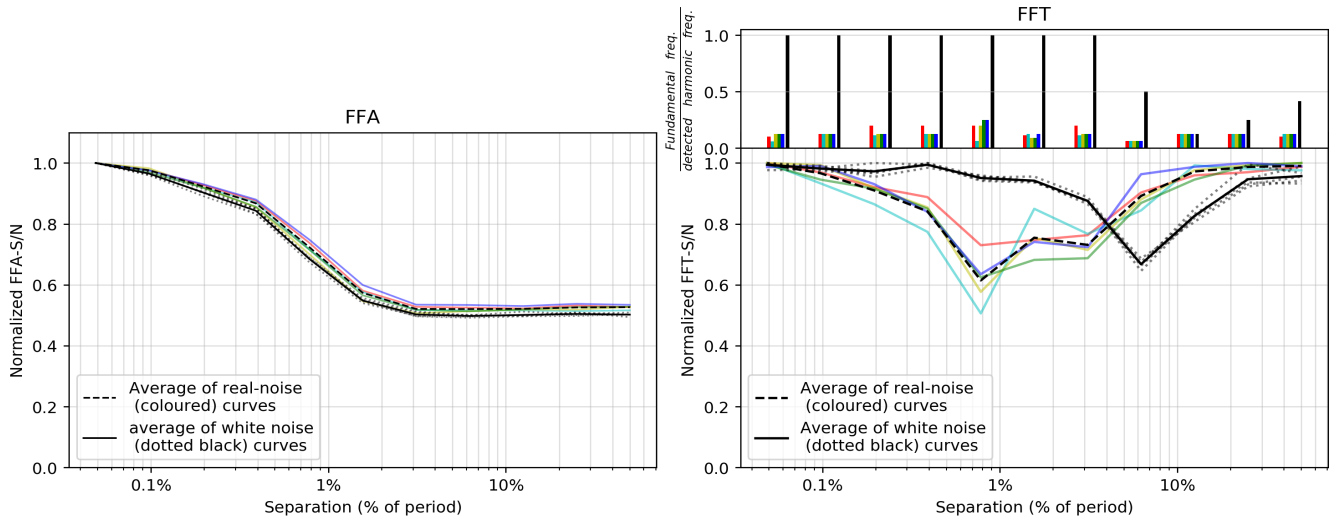 FFA
1.0
0.8
0.6
0.4
0.2
0.0
Normalized FFA-S/N
Average of real-noise
(coloured) curves
average of white noise
(dotted black) curves
0.1%
1%
10%
Separation (% of period)
FFT
Fundamental freq.
detected harmonic freq.
1.0
0.5
0.0
1.0
0.8
0.6
0.4
0.2
0.0
Normalized FFT-S/N
Average of real-noise
(coloured) curves
Average of white noise
(dotted black) curves
0.1%
1%
10%
Separation (% of period)